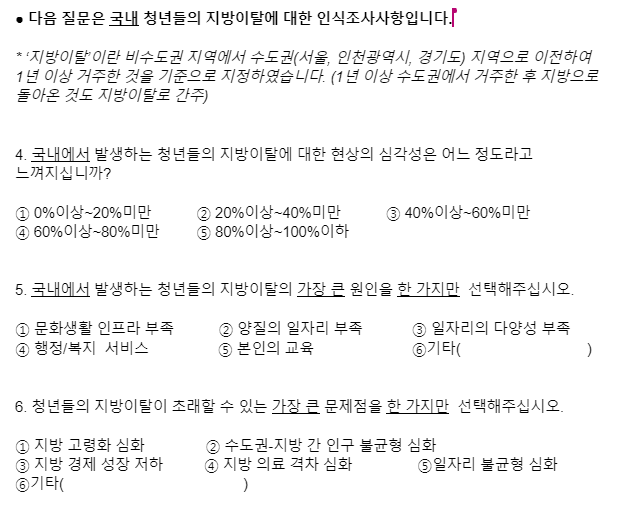 ● 다음 질문은 국내 청년들의 지방이탈에 대한 인식조사사항입니다.
* ‘지방이탈’이란 비수도권 지역에서 수도권(서울, 인천광역시, 경기도) 지역으로 이전하여
1년 이상 거주한 것을 기준으로 지정하였습니다. (1년 이상 수도권에서 거주한 후 지방으로
돌아온 것도 지방이탈로 간주)
4. 국내에서 발생하는 청년들의 지방이탈에 대한 현상의 심각성은 어느 정도라고
느껴지십니까?
① 0%이상~20%미만 ② 20%이상~40%미만 ③ 40%이상~60%미만
④ 60%이상~80%미만 ⑤ 80%이상~100%이하
5. 국내에서 발생하는 청년들의 지방이탈의 가장 큰 원인을 한 가지만 선택해주십시오.
① 문화생활 인프라 부족 ② 양질의 일자리 부족 ③ 일자리의 다양성 부족
④ 행정/복지 서비스 ⑤ 본인의 교육 ⑥기타( )
6. 청년들의 지방이탈이 초래할 수 있는 가장 큰 문제점을 한 가지만 선택해주십시오.
① 지방 고령화 심화 ② 수도권-지방 간 인구 불균형 심화
③ 지방 경제 성장 저하 ④ 지방 의료 격차 심화 ⑤일자리 불균형 심화
⑥기타( )